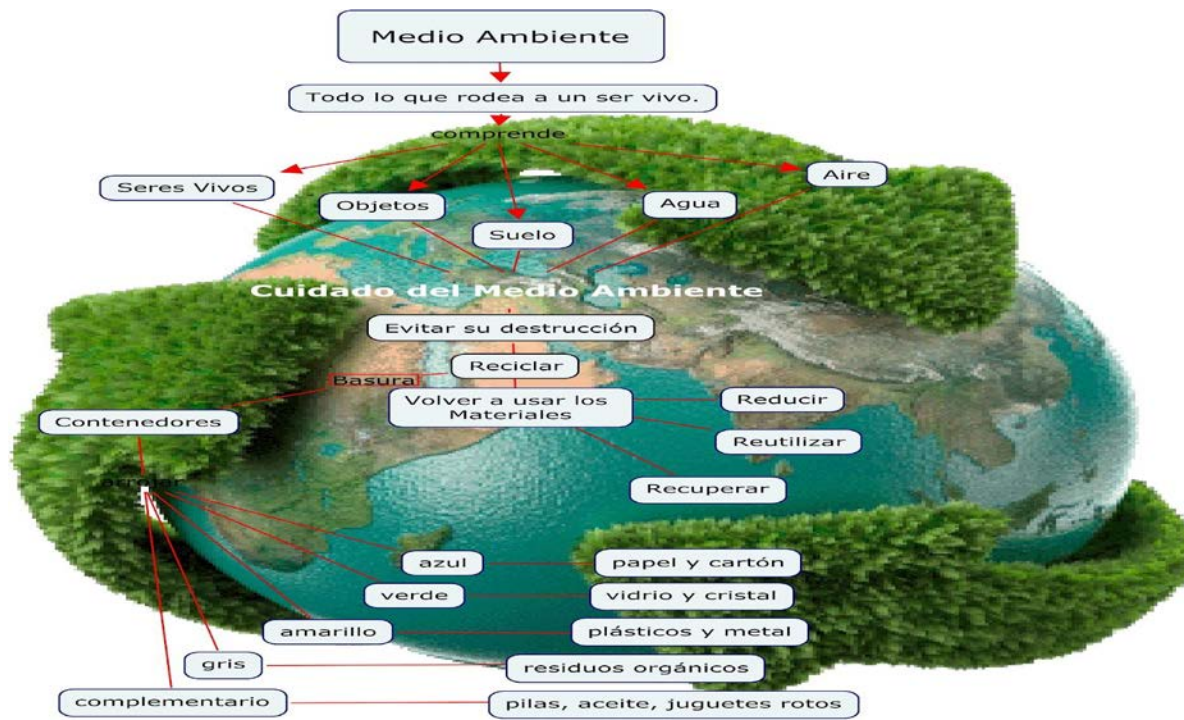 Medio Ambiente
Todo lo que rodea a un ser vivo.
comprende
Seres Vivos
Objetos
Suelo
Agua
Aire
Cuidado del Medio Ambiente
Evitar su destrucción
Reciclar
Basura
Volver a usar los
Materiales
Reducir
Contenedores
Reutilizar
arrojar
Recuperar
azul
papel y cartón
verde
vidrio y cristal
amarillo
plásticos y metal
gris
residuos orgánicos
complementario
pilas, aceite, juguetes rotos